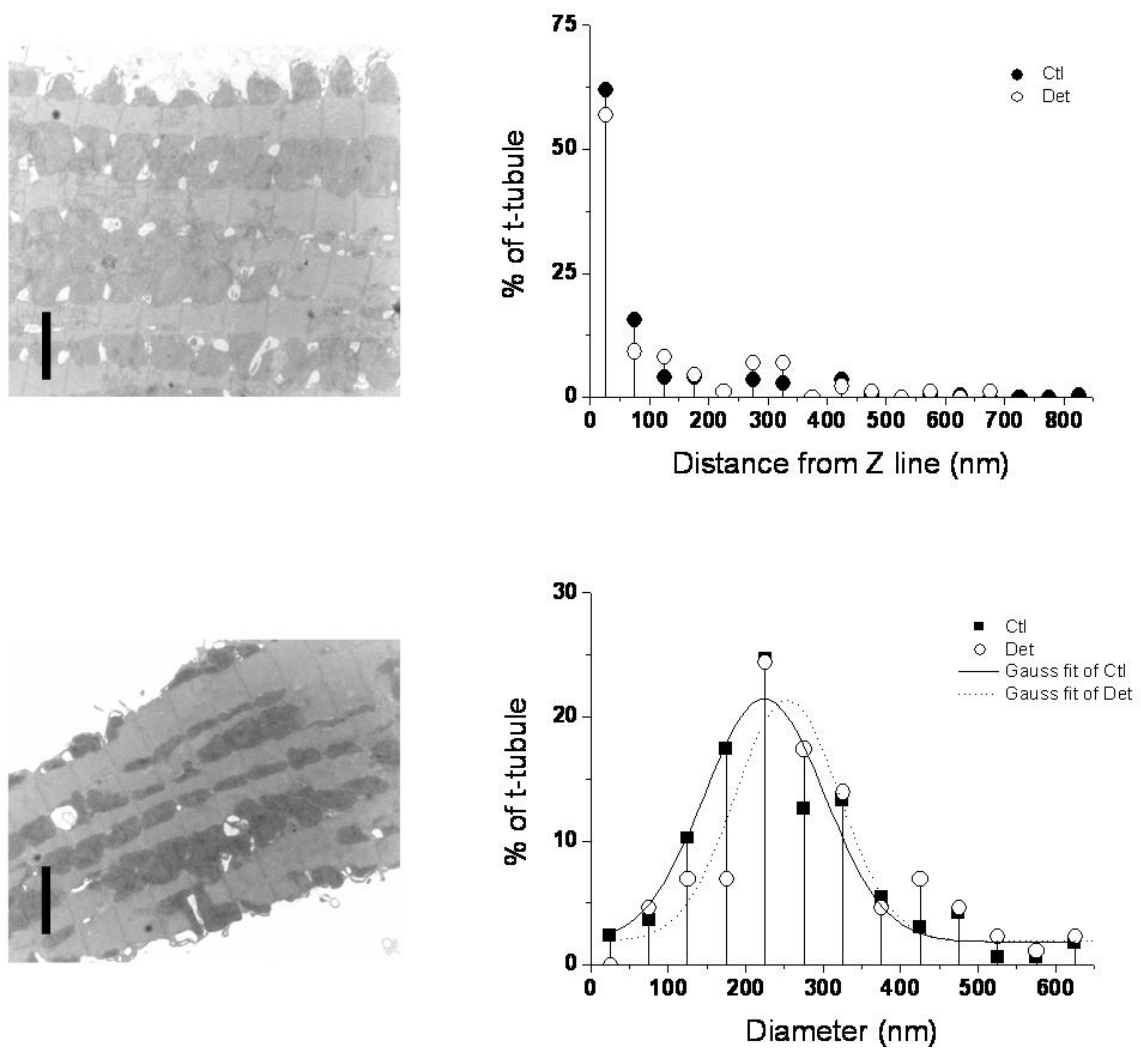 75
50
25
0
% of t-tubule
Ctl
Det
0 100 200 300 400 500 600 700 800
Distance from Z line (nm)
30
20
10
0
% of t-tubule
Ctl
Det
Gauss fit of Ctl
Gauss fit of Det
0 100 200 300 400 500 600
Diameter (nm)